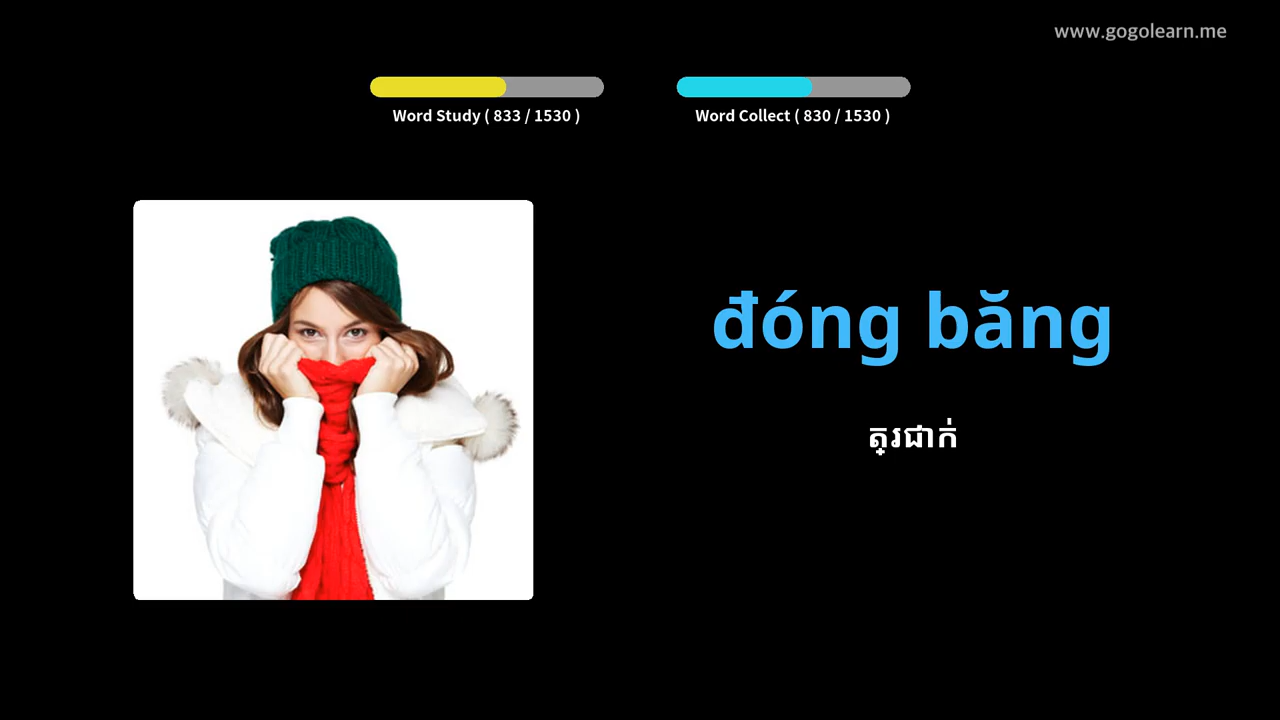 www.gogolearn.me
Word Study ( 833 / 1530 )
Word Collect ( 830 / 1530 )
đóng băng
ត្រជាក់